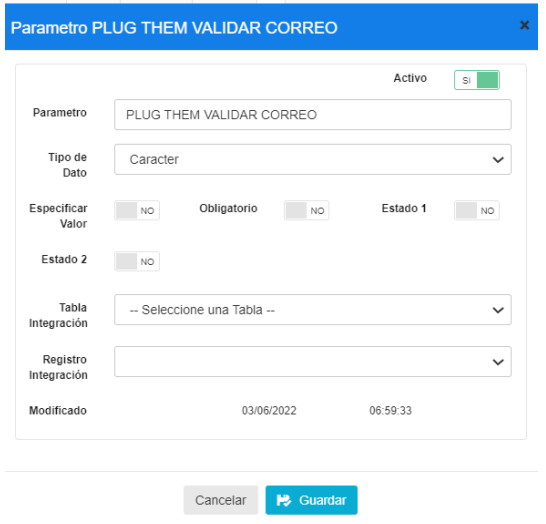 Parametro PLUG THEM VALIDAR CORREO ×
Activo SI
Parametro PLUG THEM VALIDAR CORREO
Tipo de Dato Caracter
Especificar Valor NO Obligatorio NO Estado 1 NO
Estado 2 NO
Tabla Integración -- Seleccione una Tabla --
Registro Integración
Modificado 03/06/2022 06:59:33
Cancelar Guardar